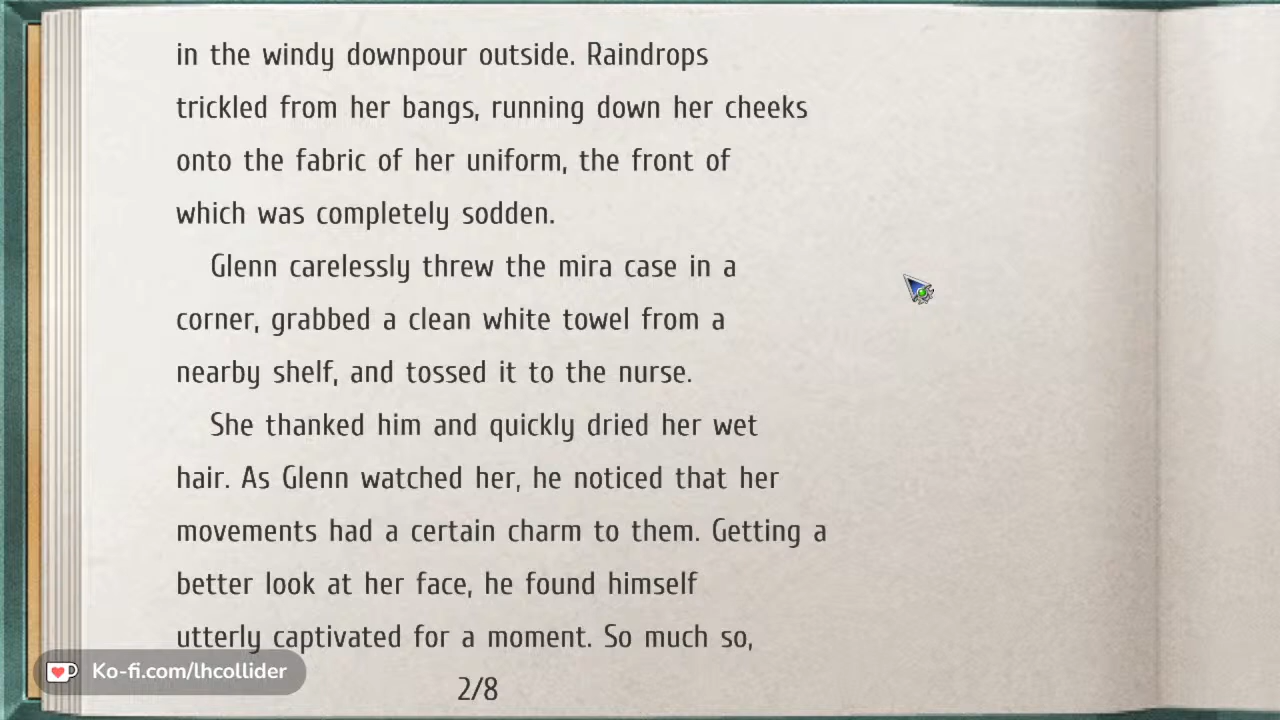 in the windy downpour outside. Raindrops
trickled from her bangs, running down her cheeks
onto the fabric of her uniform, the front of
which was completely sodden.
Glenn carelessly threw the mira case in a
corner, grabbed a clean white towel from a
nearby shelf, and tossed it to the nurse.
She thanked him and quickly dried her wet
hair. As Glenn watched her, he noticed that her
movements had a certain charm to them. Getting a
better look at her face, he found himself
utterly captivated for a moment. So much so,
Ko-fi.com/lhcollider
2/8